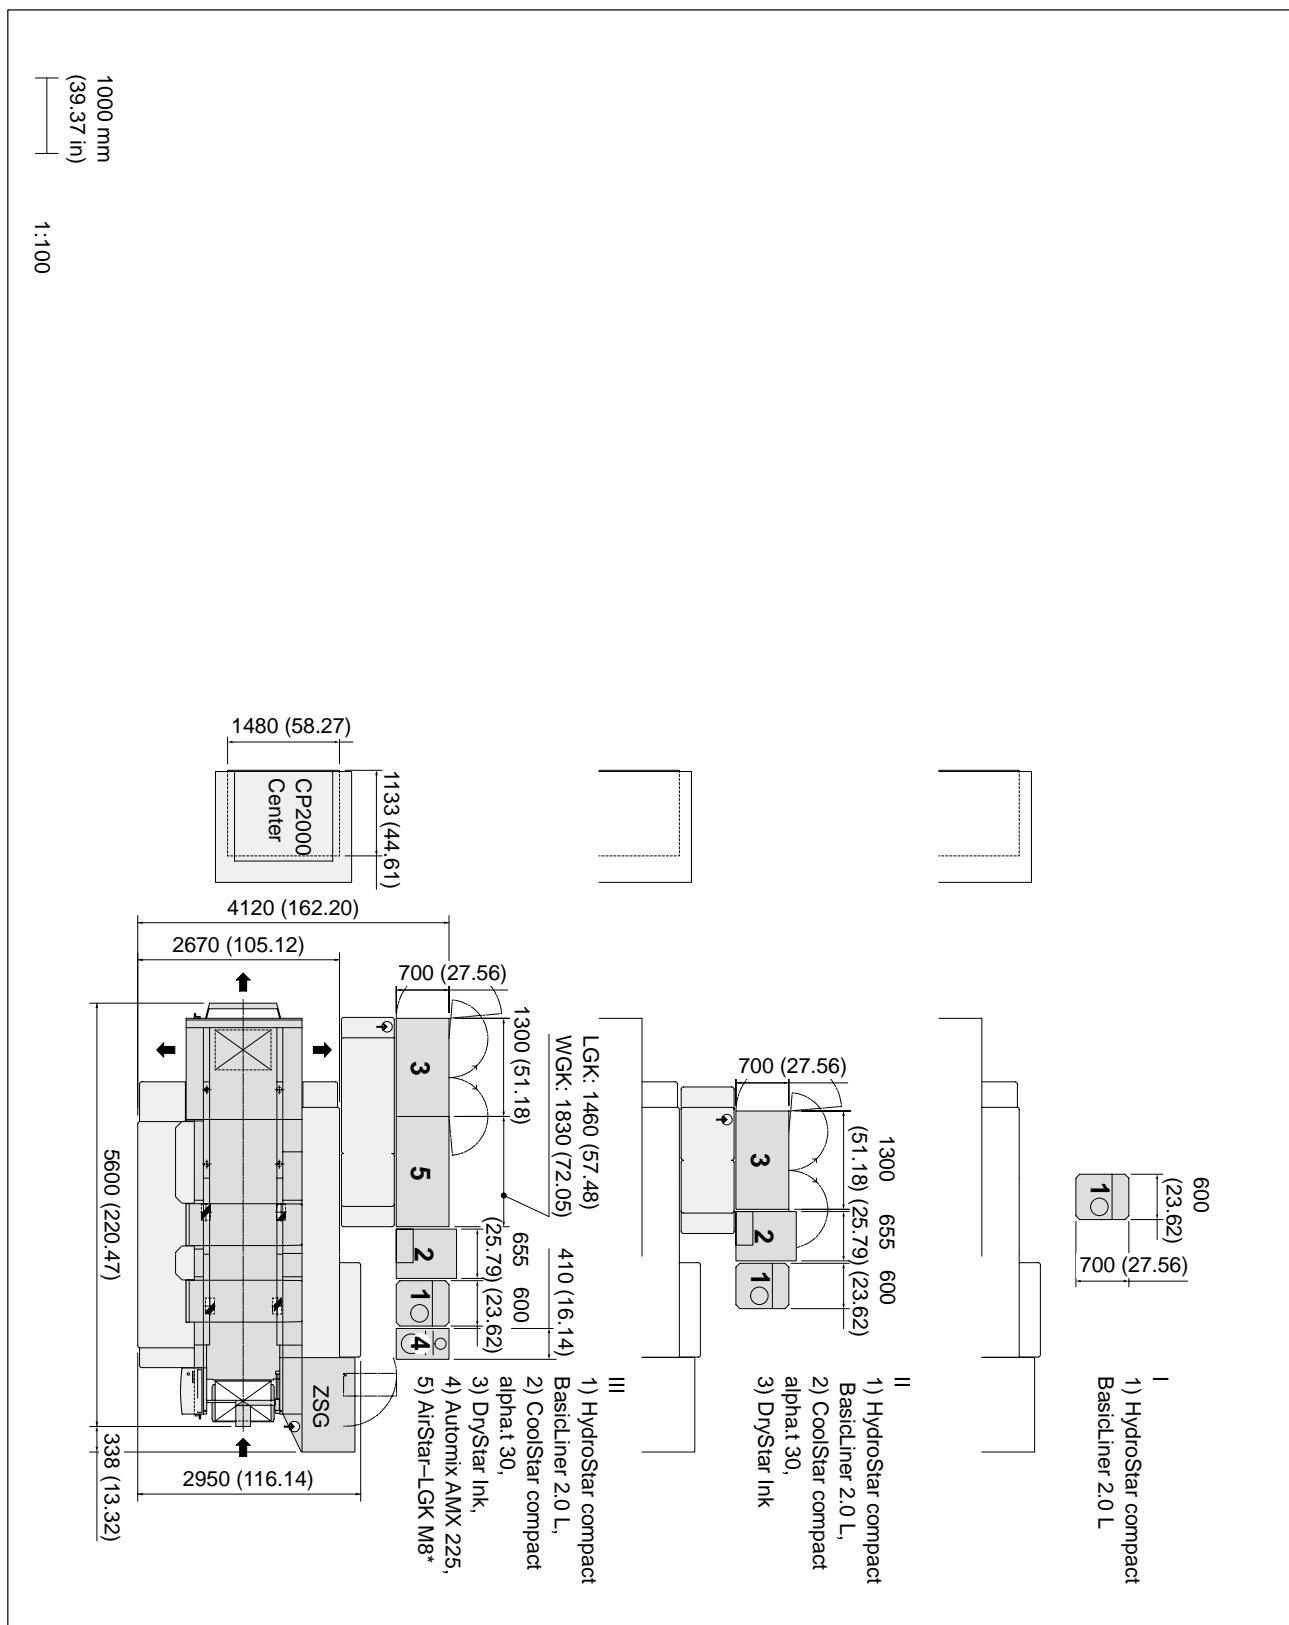 I
1) HydroStar compact
BasicLiner 2.0 L
600
(23.62)
1
700 (27.56)
II
1) HydroStar compact
BasicLiner 2.0 L,
2) CoolStar compact
alpha.t 30,
3) DryStar Ink
700 (27.56)
1300
(51.18)
655
(25.79)
600
(23.62)
3
2
1
III
1) HydroStar compact
BasicLiner 2.0 L,
2) CoolStar compact
alpha.t 30,
3) DryStar Ink,
4) Automix AMX 225,
5) AirStar–LGK M8*
LGK: 1460 (57.48)
WGK: 1830 (72.05)
410 (16.14)
1300 (51.18)
655
(25.79)
600
(23.62)
700 (27.56)
3
5
2
1
4
1480 (58.27)
1133 (44.61)
CP2000
Center
4120 (162.20)
2670 (105.12)
ZSG
2950 (116.14)
5600 (220.47)
338 (13.32)
1000 mm
(39.37 in)
1:100